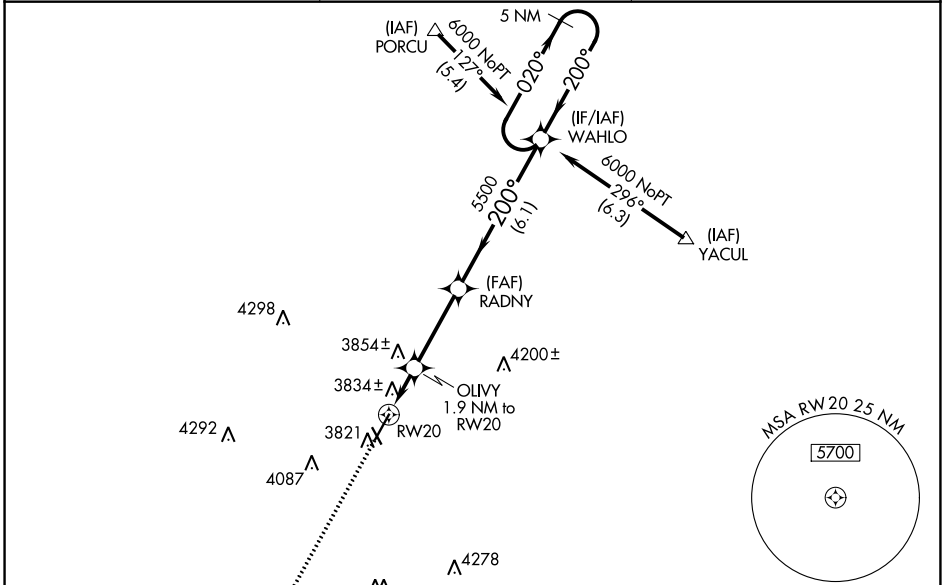 5 NM
(IAF)
PORCU
6000 NoPT
127°
(5.4)
020°
200°
(IF/IAF)
WAHLO
6000 NoPT
296°
(6.3)
(IAF)
YACUL
5500
200°
(6.1)
(FAF)
RADNY
4298
3854±
4200±
3834±
OLIVY
1.9 NM to
RW20
RW20
4292
3821
4087
MSA RW20 25 NM
5700
4278